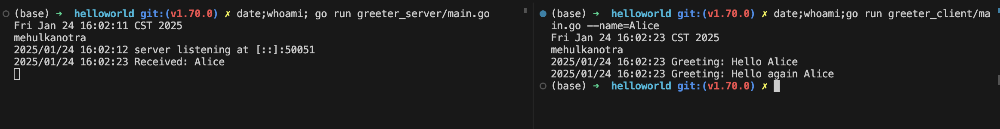 (base) ➜  helloworld git:(v1.70.0) ✗ date;whoami; go run greeter_server/main.go
Fri Jan 24 16:02:11 CST 2025
mehulkanotra
2025/01/24 16:02:12 server listening at [::]:50051
2025/01/24 16:02:23 Received: Alice
(base) ➜  helloworld git:(v1.70.0) ✗ date;whoami;go run greeter_client/ma
in.go --name=Alice
Fri Jan 24 16:02:23 CST 2025
mehulkanotra
2025/01/24 16:02:23 Greeting: Hello Alice
2025/01/24 16:02:23 Greeting: Hello again Alice
(base) ➜  helloworld git:(v1.70.0) ✗